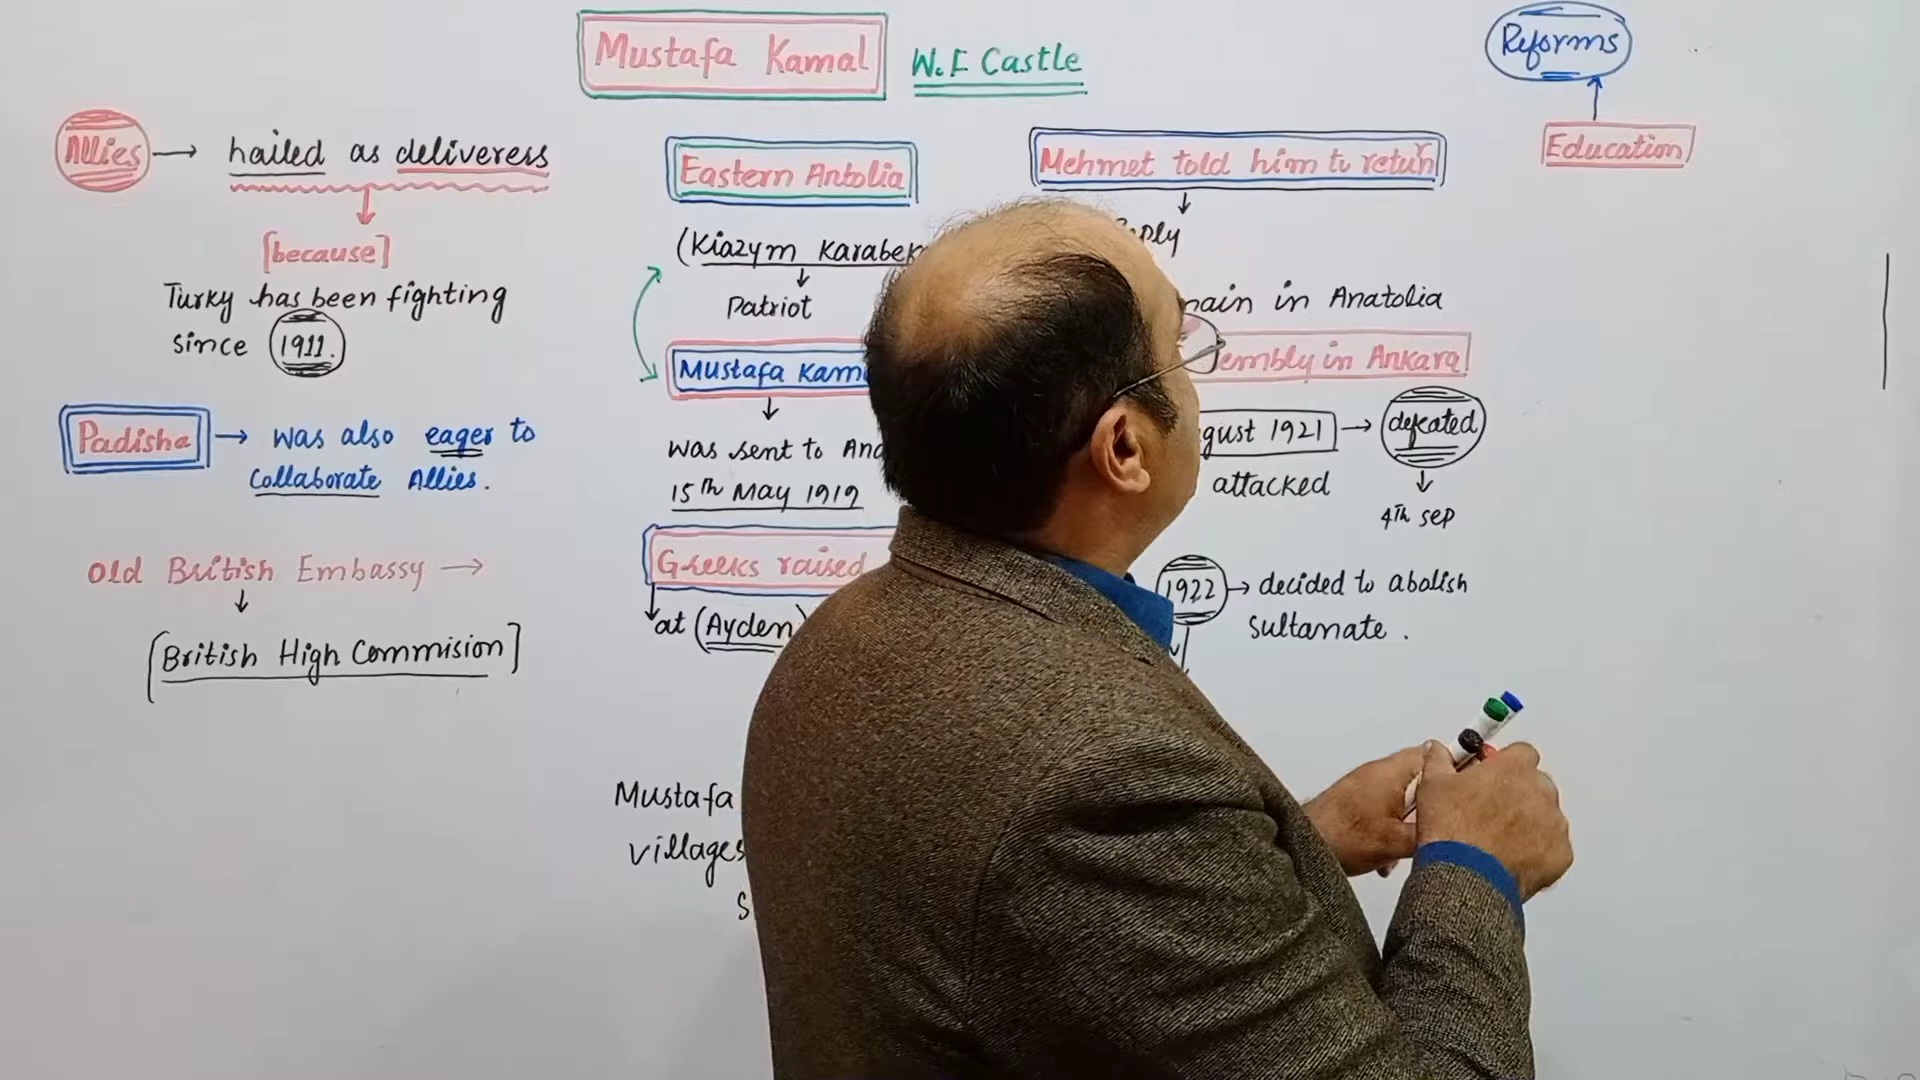 Mustafa Kamal W.F Castle
Allies → hailed as deliveress
[because]
Turky has been fighting
since 1911.
Padisha → was also eager to
Collaborate Allies.
Old British Embassy →
[British High Commision]
Eastern Antolia
(Kiazym Karabek
Patriot
Mustafa Kam
was sent to
15th May 1919
Greeks raised
at (Ayden)
Mustafa
villages
Mehmet told him to return
in Anatolia
in Ankara
1921 → defeated
attacked
4th sep
1922 → decided to abolish
sultanate.
Reforms
Education